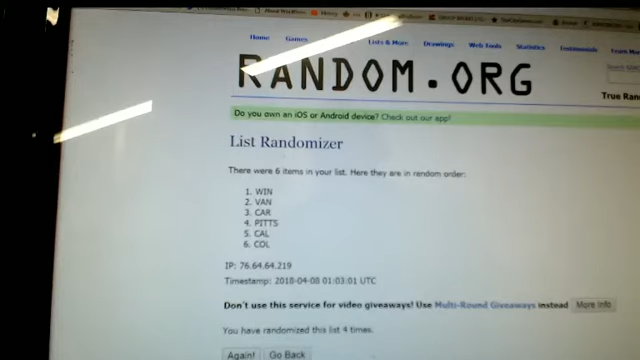 Home Games Lists & More Drawings Web Tools Statistics Testimonials Learn More
RANDOM.ORG
True Ran
Do you own an iOS or Android device? Check out our app!
List Randomizer
There were 6 items in your list. Here they are in random order:
1. WIN
2. VAN
3. CAR
4. PITTS
5. CAL
6. COL
IP: 76.64.64.219
Timestamp: 2018-04-08 01:03:01 UTC
Don't use this service for video giveaways! Use Multi-Round Giveaways instead More Info
You have randomized this list 4 times.
Again! Go Back